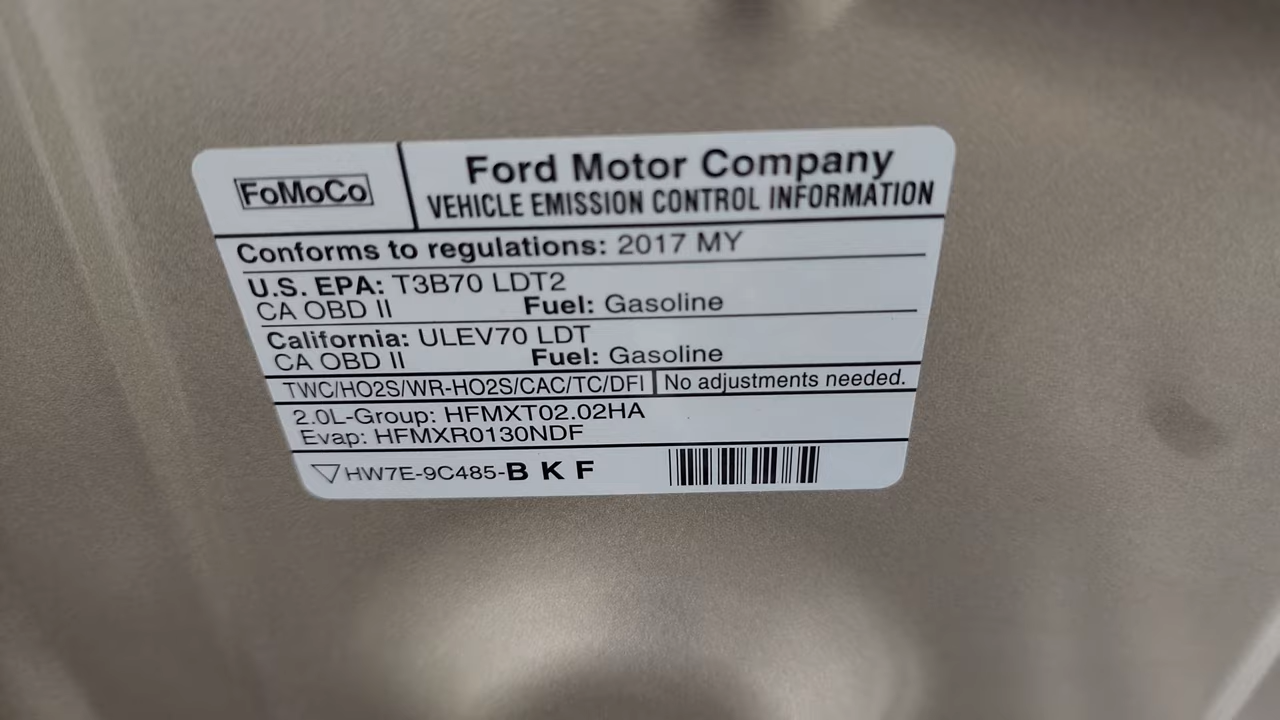 FoMoCo
Ford Motor Company
VEHICLE EMISSION CONTROL INFORMATION
Conforms to regulations: 2017 MY
U.S. EPA: T3B70 LDT2
CA OBD II Fuel: Gasoline
California: ULEV70 LDT
CA OBD II Fuel: Gasoline
TWC/HO2S/WR-HO2S/CAC/TC/DFI No adjustments needed.
2.0L-Group: HFMXT02.02HA
Evap: HFMXR0130NDF
HW7E-9C485-B K F